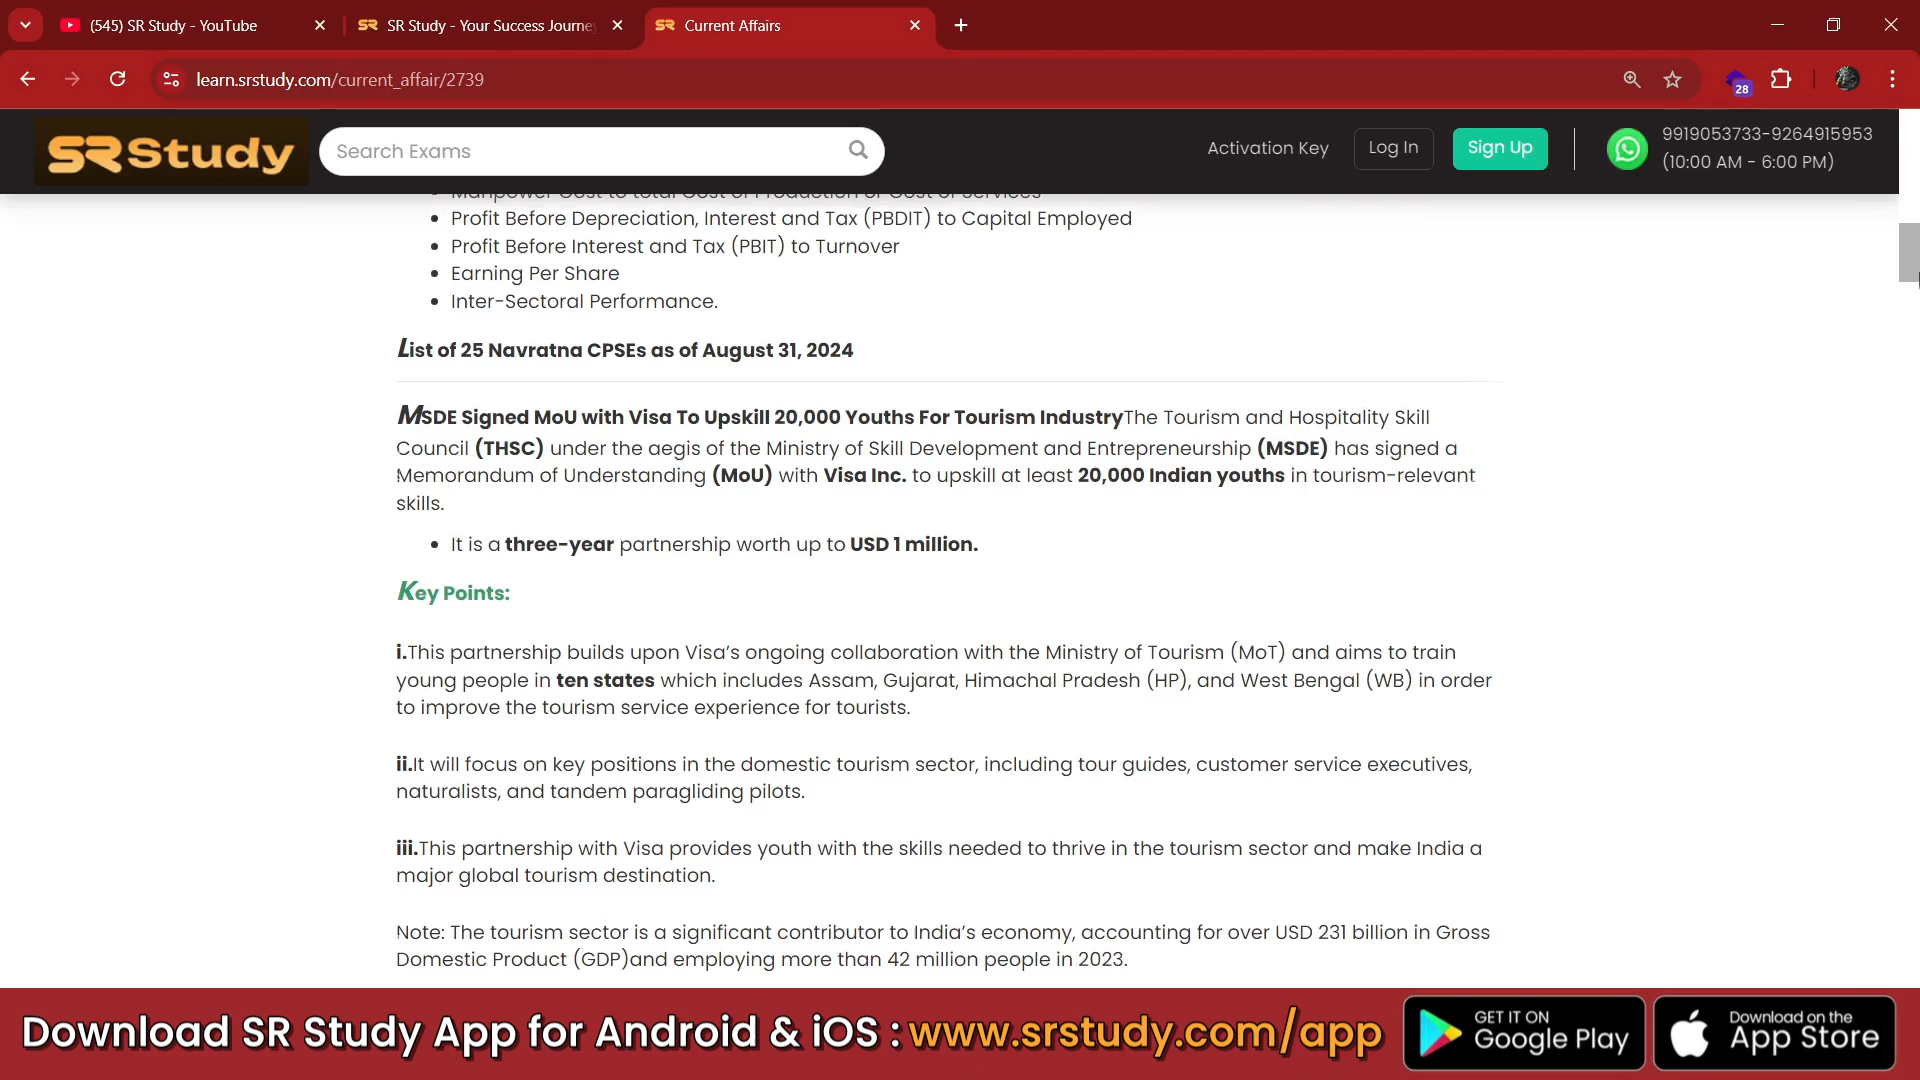 (545) SR Study - YouTube
SR Study - Your Success Journe
Current Affairs
learn.srstudy.com/current_affair/2739
28
SRStudy
Search Exams
Activation Key
Log In
Sign Up
9919053733-9264915953
(10:00 AM - 6:00 PM)
Manpower Cost to total Cost of Production or Cost of Services
• Profit Before Depreciation, Interest and Tax (PBDIT) to Capital Employed
• Profit Before Interest and Tax (PBIT) to Turnover
• Earning Per Share
• Inter-Sectoral Performance.
List of 25 Navratna CPSEs as of August 31, 2024
MSDE Signed MoU with Visa To Upskill 20,000 Youths For Tourism IndustryThe Tourism and Hospitality Skill
Council (THSC) under the aegis of the Ministry of Skill Development and Entrepreneurship (MSDE) has signed a
Memorandum of Understanding (MoU) with Visa Inc. to upskill at least 20,000 Indian youths in tourism-relevant
skills.
• It is a three-year partnership worth up to USD 1 million.
Key Points:
i.This partnership builds upon Visa’s ongoing collaboration with the Ministry of Tourism (MoT) and aims to train
young people in ten states which includes Assam, Gujarat, Himachal Pradesh (HP), and West Bengal (WB) in order
to improve the tourism service experience for tourists.
ii.It will focus on key positions in the domestic tourism sector, including tour guides, customer service executives,
naturalists, and tandem paragliding pilots.
iii.This partnership with Visa provides youth with the skills needed to thrive in the tourism sector and make India a
major global tourism destination.
Note: The tourism sector is a significant contributor to India’s economy, accounting for over USD 231 billion in Gross
Domestic Product (GDP)and employing more than 42 million people in 2023.
Download SR Study App for Android & iOS : www.srstudy.com/app
GET IT ON
Google Play
Download on the
App Store